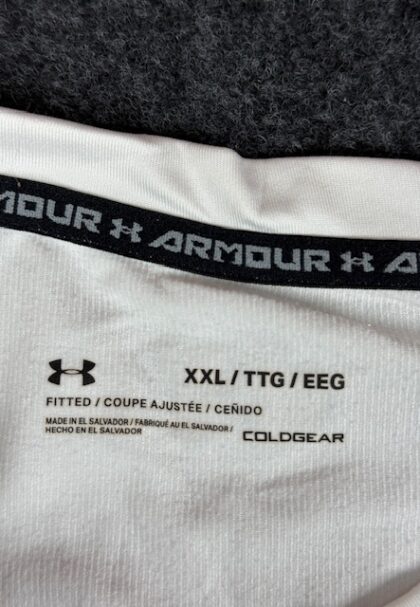 MOUR ARMOUR A
XXL / TTG / EEG
FITTED / COUPE AJUSTÉE / CEÑIDO
MADE IN EL SALVADOR / FABRIQUÉ AU EL SALVADOR /
HECHO EN EL SALVADOR
COLDGEAR